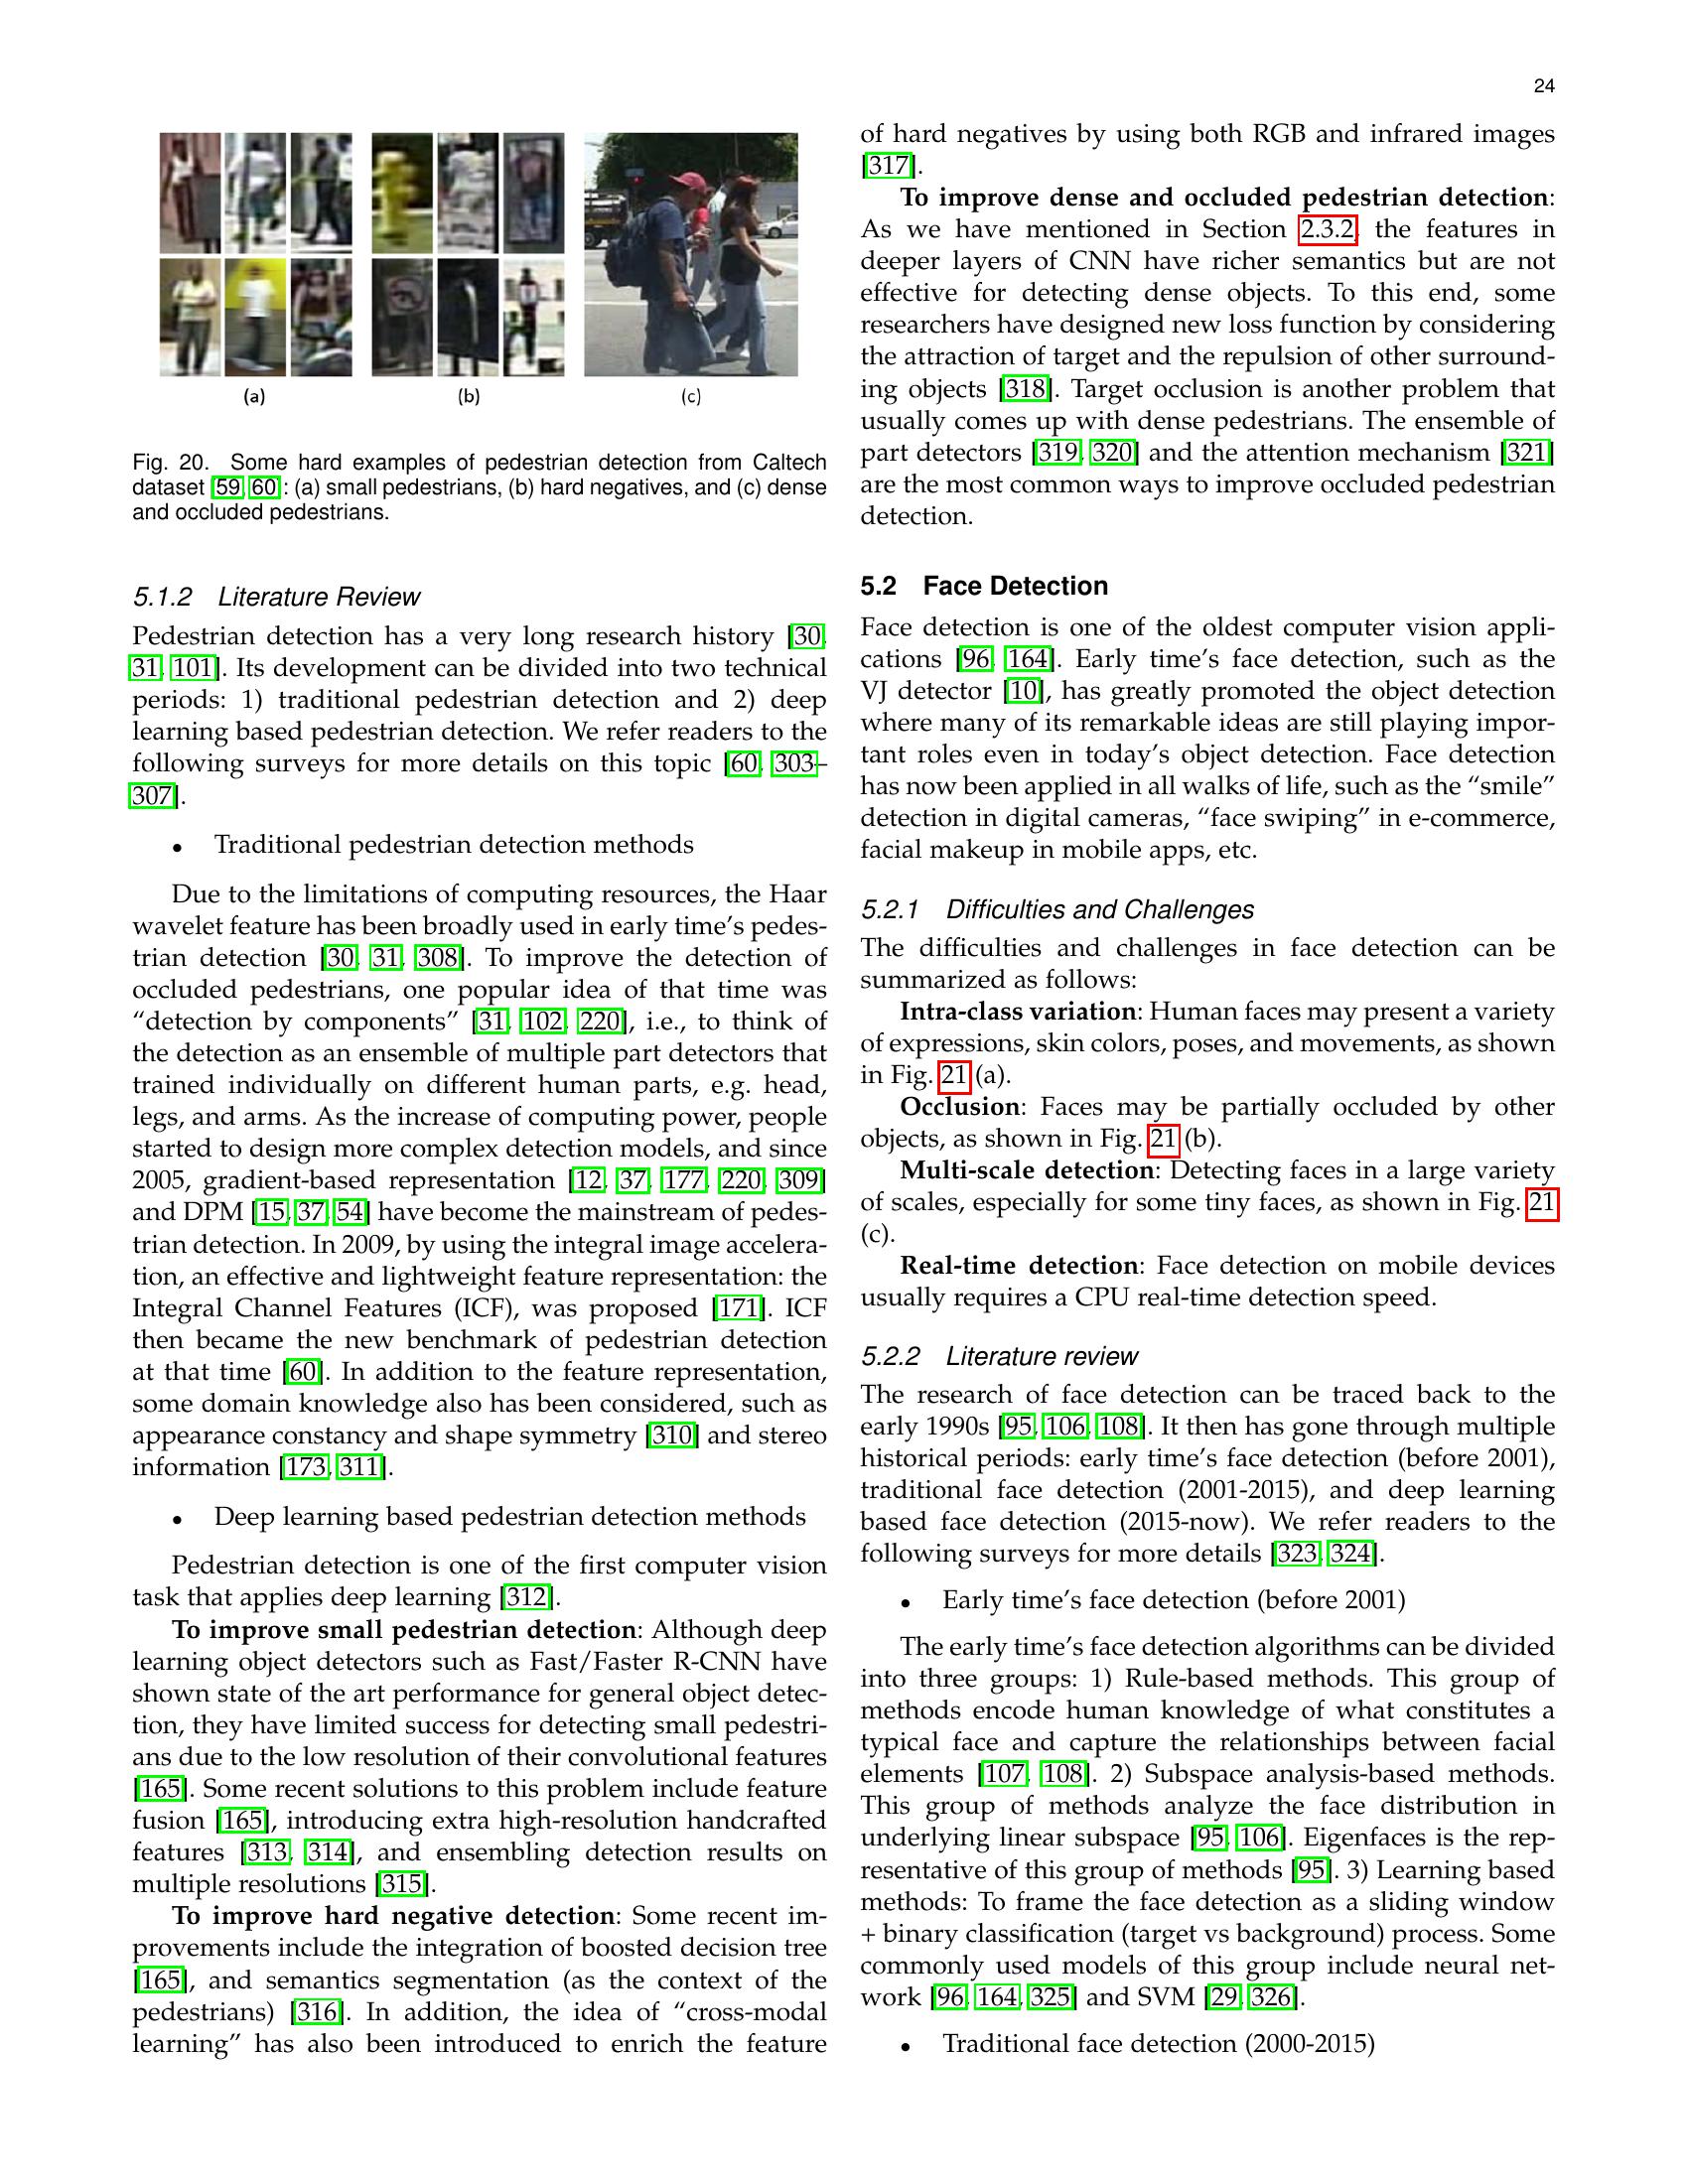 24
(a)
(b)
(c)
Fig. 20. Some hard examples of pedestrian detection from Caltech
dataset [59, 60]: (a) small pedestrians, (b) hard negatives, and (c) dense
and occluded pedestrians.
5.1.2 Literature Review
Pedestrian detection has a very long research history [30,
31, 101]. Its development can be divided into two technical
periods: 1) traditional pedestrian detection and 2) deep
learning based pedestrian detection. We refer readers to the
following surveys for more details on this topic [60, 303–
307].
• Traditional pedestrian detection methods
Due to the limitations of computing resources, the Haar
wavelet feature has been broadly used in early time's pedes-
trian detection [30, 31, 308]. To improve the detection of
occluded pedestrians, one popular idea of that time was
“detection by components” [31, 102, 220], i.e., to think of
the detection as an ensemble of multiple part detectors that
trained individually on different human parts, e.g. head,
legs, and arms. As the increase of computing power, people
started to design more complex detection models, and since
2005, gradient-based representation [12, 37, 177, 220, 309]
and DPM [15, 37, 54] have become the mainstream of pedes-
trian detection. In 2009, by using the integral image accelera-
tion, an effective and lightweight feature representation: the
Integral Channel Features (ICF), was proposed [171]. ICF
then became the new benchmark of pedestrian detection
at that time [60]. In addition to the feature representation,
some domain knowledge also has been considered, such as
appearance constancy and shape symmetry [310] and stereo
information [173, 311].
• Deep learning based pedestrian detection methods
Pedestrian detection is one of the first computer vision
task that applies deep learning [312].
To improve small pedestrian detection: Although deep
learning object detectors such as Fast/Faster R-CNN have
shown state of the art performance for general object detec-
tion, they have limited success for detecting small pedestri-
ans due to the low resolution of their convolutional features
[165]. Some recent solutions to this problem include feature
fusion [165], introducing extra high-resolution handcrafted
features [313, 314], and ensembling detection results on
multiple resolutions [315].
To improve hard negative detection: Some recent im-
provements include the integration of boosted decision tree
[165], and semantics segmentation (as the context of the
pedestrians) [316]. In addition, the idea of “cross-modal
learning” has also been introduced to enrich the feature
of hard negatives by using both RGB and infrared images
[317].
To improve dense and occluded pedestrian detection:
As we have mentioned in Section 2.3.2, the features in
deeper layers of CNN have richer semantics but are not
effective for detecting dense objects. To this end, some
researchers have designed new loss function by considering
the attraction of target and the repulsion of other surround-
ing objects [318]. Target occlusion is another problem that
usually comes up with dense pedestrians. The ensemble of
part detectors [319, 320] and the attention mechanism [321]
are the most common ways to improve occluded pedestrian
detection.
5.2 Face Detection
Face detection is one of the oldest computer vision appli-
cations [96, 164]. Early time's face detection, such as the
VJ detector [10], has greatly promoted the object detection
where many of its remarkable ideas are still playing impor-
tant roles even in today's object detection. Face detection
has now been applied in all walks of life, such as the “smile”
detection in digital cameras, “face swiping” in e-commerce,
facial makeup in mobile apps, etc.
5.2.1 Difficulties and Challenges
The difficulties and challenges in face detection can be
summarized as follows:
Intra-class variation: Human faces may present a variety
of expressions, skin colors, poses, and movements, as shown
in Fig. 21 (a).
Occlusion: Faces may be partially occluded by other
objects, as shown in Fig. 21 (b).
Multi-scale detection: Detecting faces in a large variety
of scales, especially for some tiny faces, as shown in Fig. 21
(c).
Real-time detection: Face detection on mobile devices
usually requires a CPU real-time detection speed.
5.2.2 Literature review
The research of face detection can be traced back to the
early 1990s [95, 106, 108]. It then has gone through multiple
historical periods: early time's face detection (before 2001),
traditional face detection (2001-2015), and deep learning
based face detection (2015-now). We refer readers to the
following surveys for more details [323, 324].
• Early time's face detection (before 2001)
The early time's face detection algorithms can be divided
into three groups: 1) Rule-based methods. This group of
methods encode human knowledge of what constitutes a
typical face and capture the relationships between facial
elements [107, 108]. 2) Subspace analysis-based methods.
This group of methods analyze the face distribution in
underlying linear subspace [95, 106]. Eigenfaces is the rep-
resentative of this group of methods [95]. 3) Learning based
methods: To frame the face detection as a sliding window
+ binary classification (target vs background) process. Some
commonly used models of this group include neural net-
work [96, 164, 325] and SVM [29, 326].
• Traditional face detection (2000-2015)